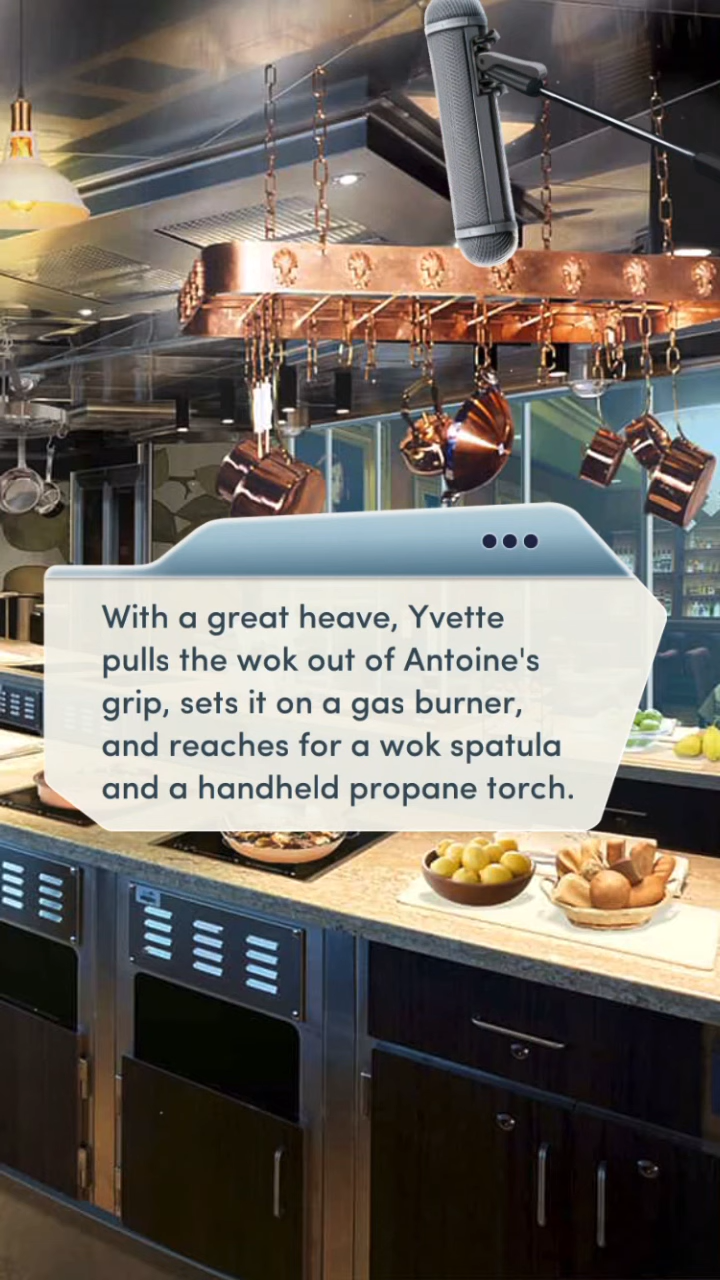 With a great heave, Yvette
pulls the wok out of Antoine's
grip, sets it on a gas burner,
and reaches for a wok spatula
and a handheld propane torch.